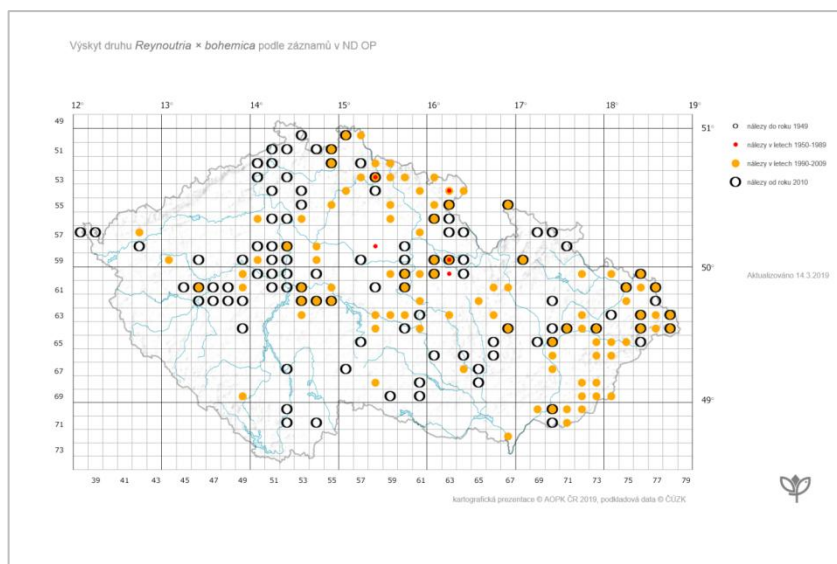 Výskyt druhu Reynoutria × bohemica podle záznamů v ND OP
12° 13° 14° 15° 16° 17° 18° 19°
49 51°
nálezy do roku 1949
51
nálezy v letech 1950-1989
53
nálezy v letech 1990-2009
55
nálezy od roku 2010
57
59 50°
Aktualizováno 14.3.2019
61
63
65
67
69 49°
71
73
39 41 43 45 47 49 51 53 55 57 59 61 63 65 67 69 71 73 75 77 79
kartografická prezentace © AOPK ČR 2019, podkladová data © ČÚZK